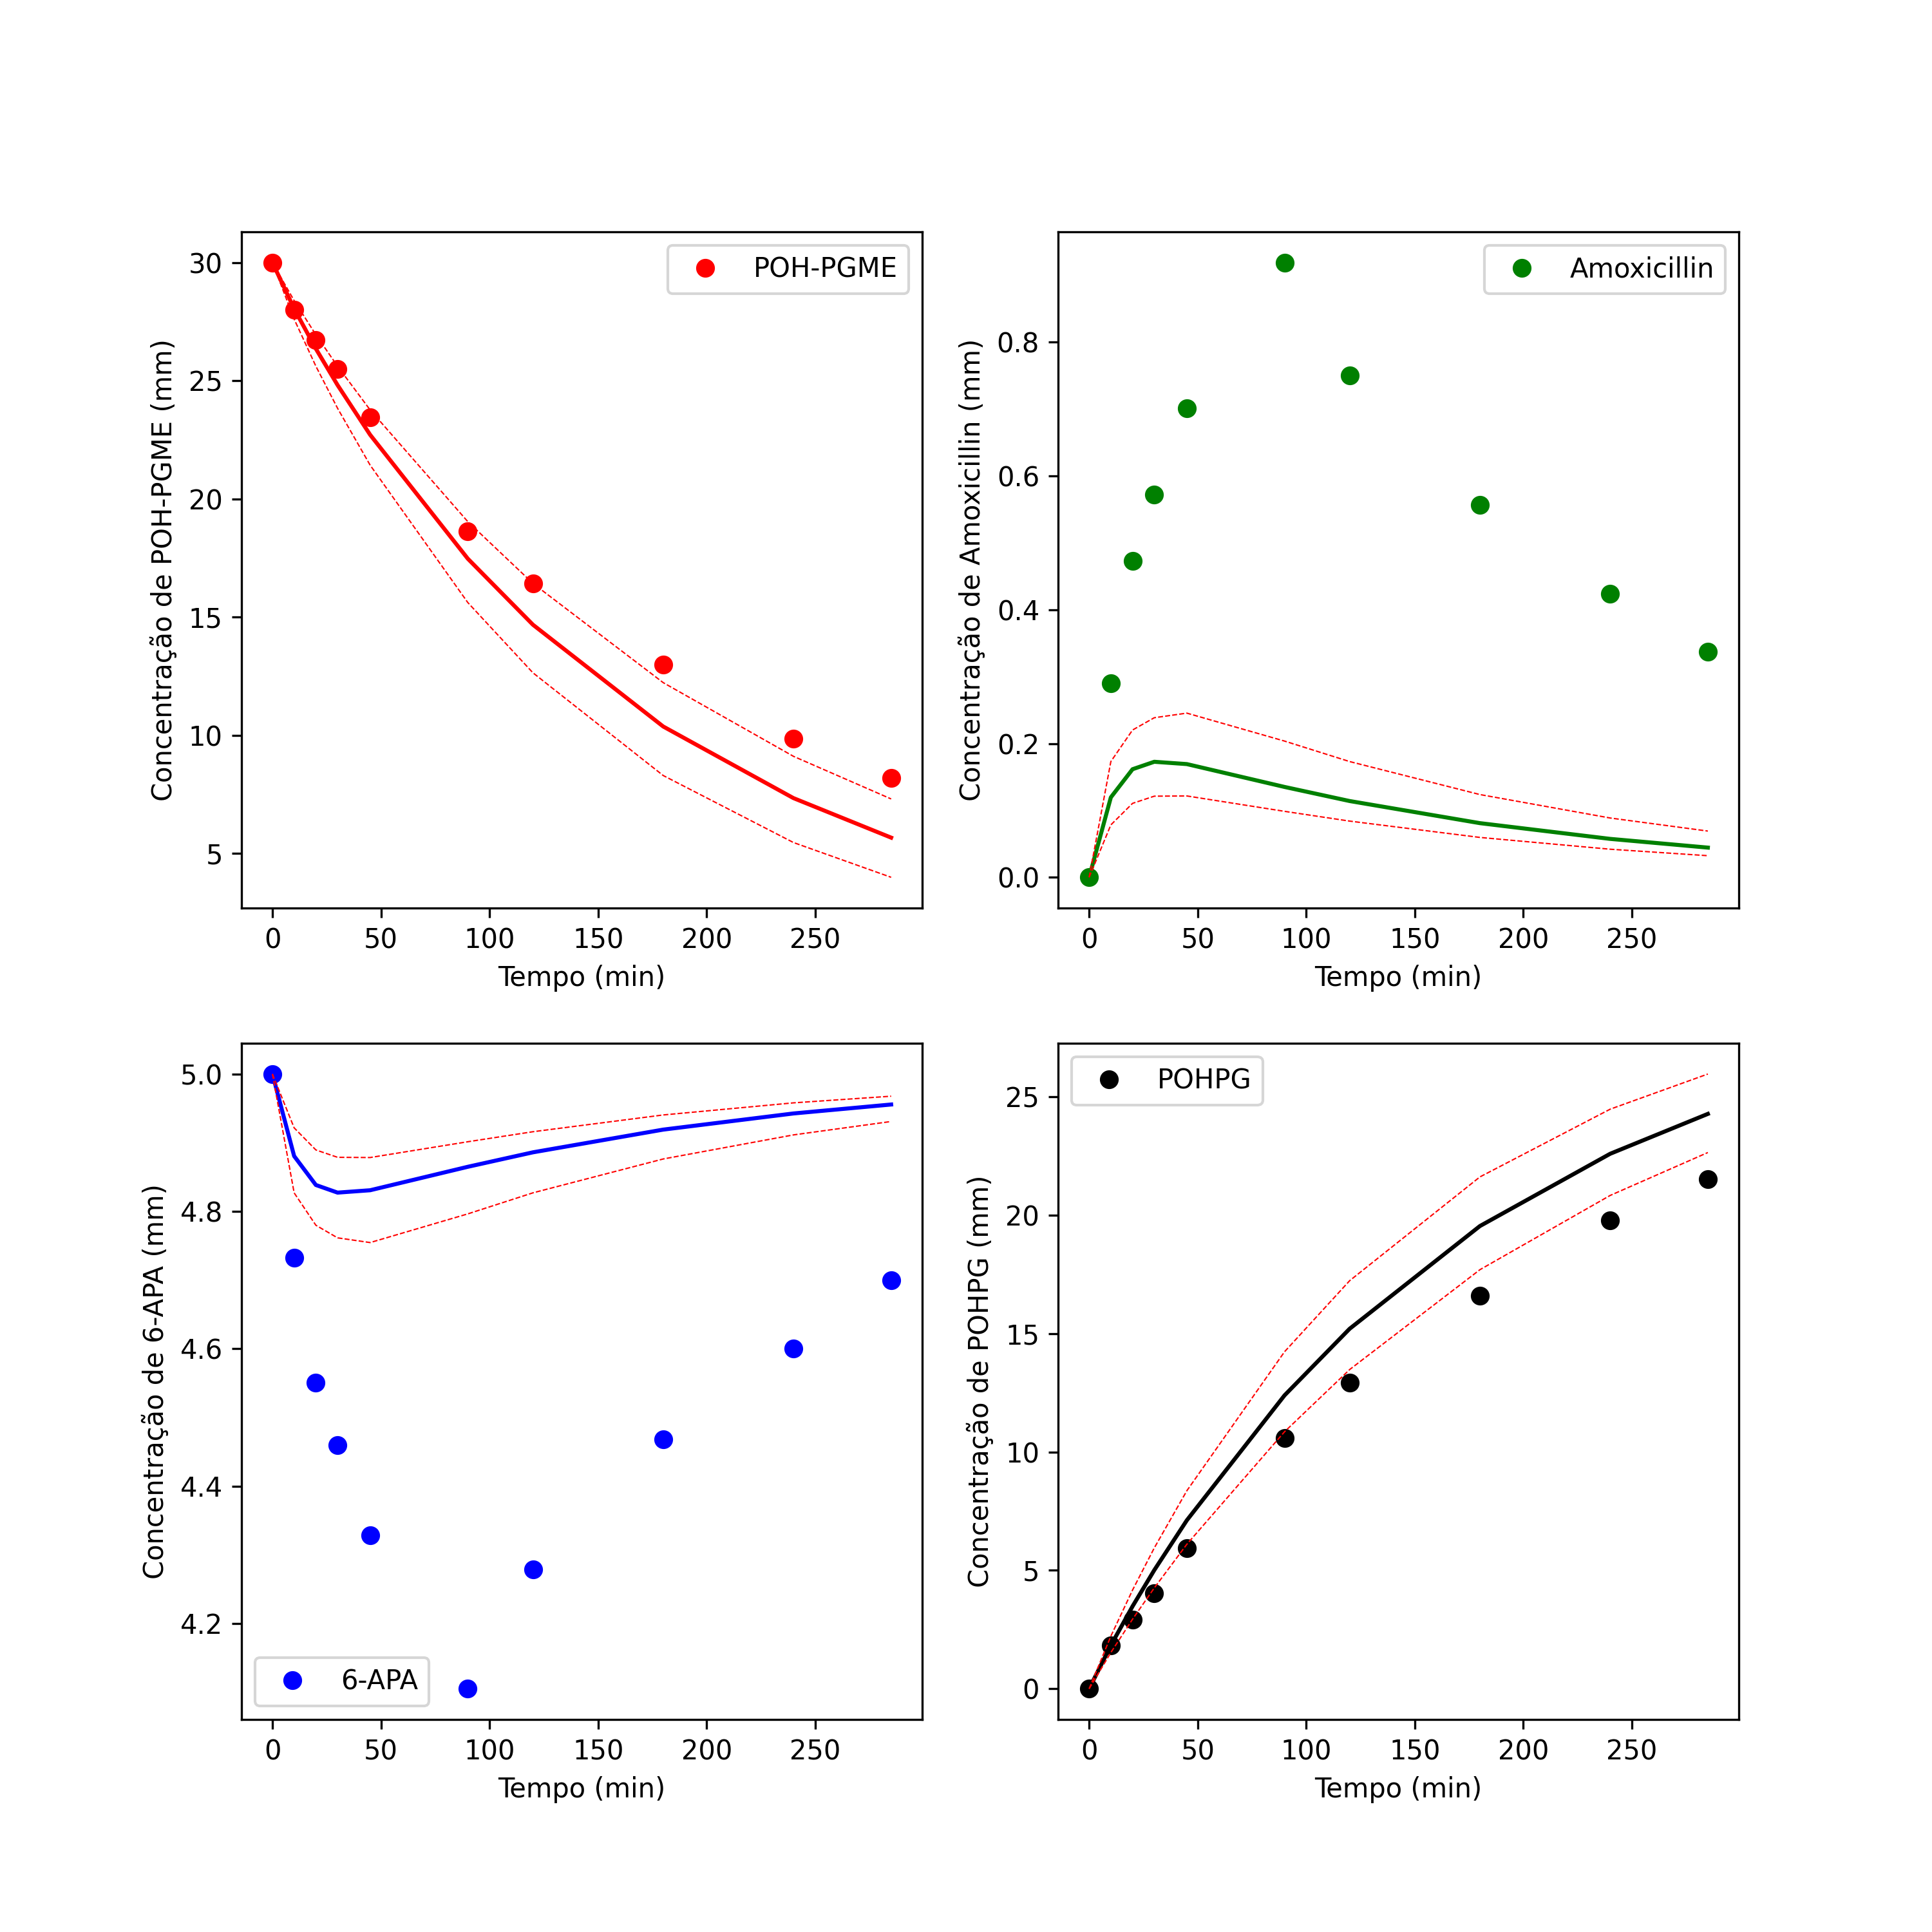 POH-PGME
Concentração de POH-PGME (mm)
30
25
20
15
10
5
0 50 100 150 200 250
Tempo (min)
Amoxicillin
Concentração de Amoxicillin (mm)
0.8
0.6
0.4
0.2
0.0
0 50 100 150 200 250
Tempo (min)
Concentração de 6-APA (mm)
5.0
4.8
4.6
4.4
4.2
6-APA
0 50 100 150 200 250
Tempo (min)
POHPG
Concentração de POHPG (mm)
25
20
15
10
5
0
0 50 100 150 200 250
Tempo (min)